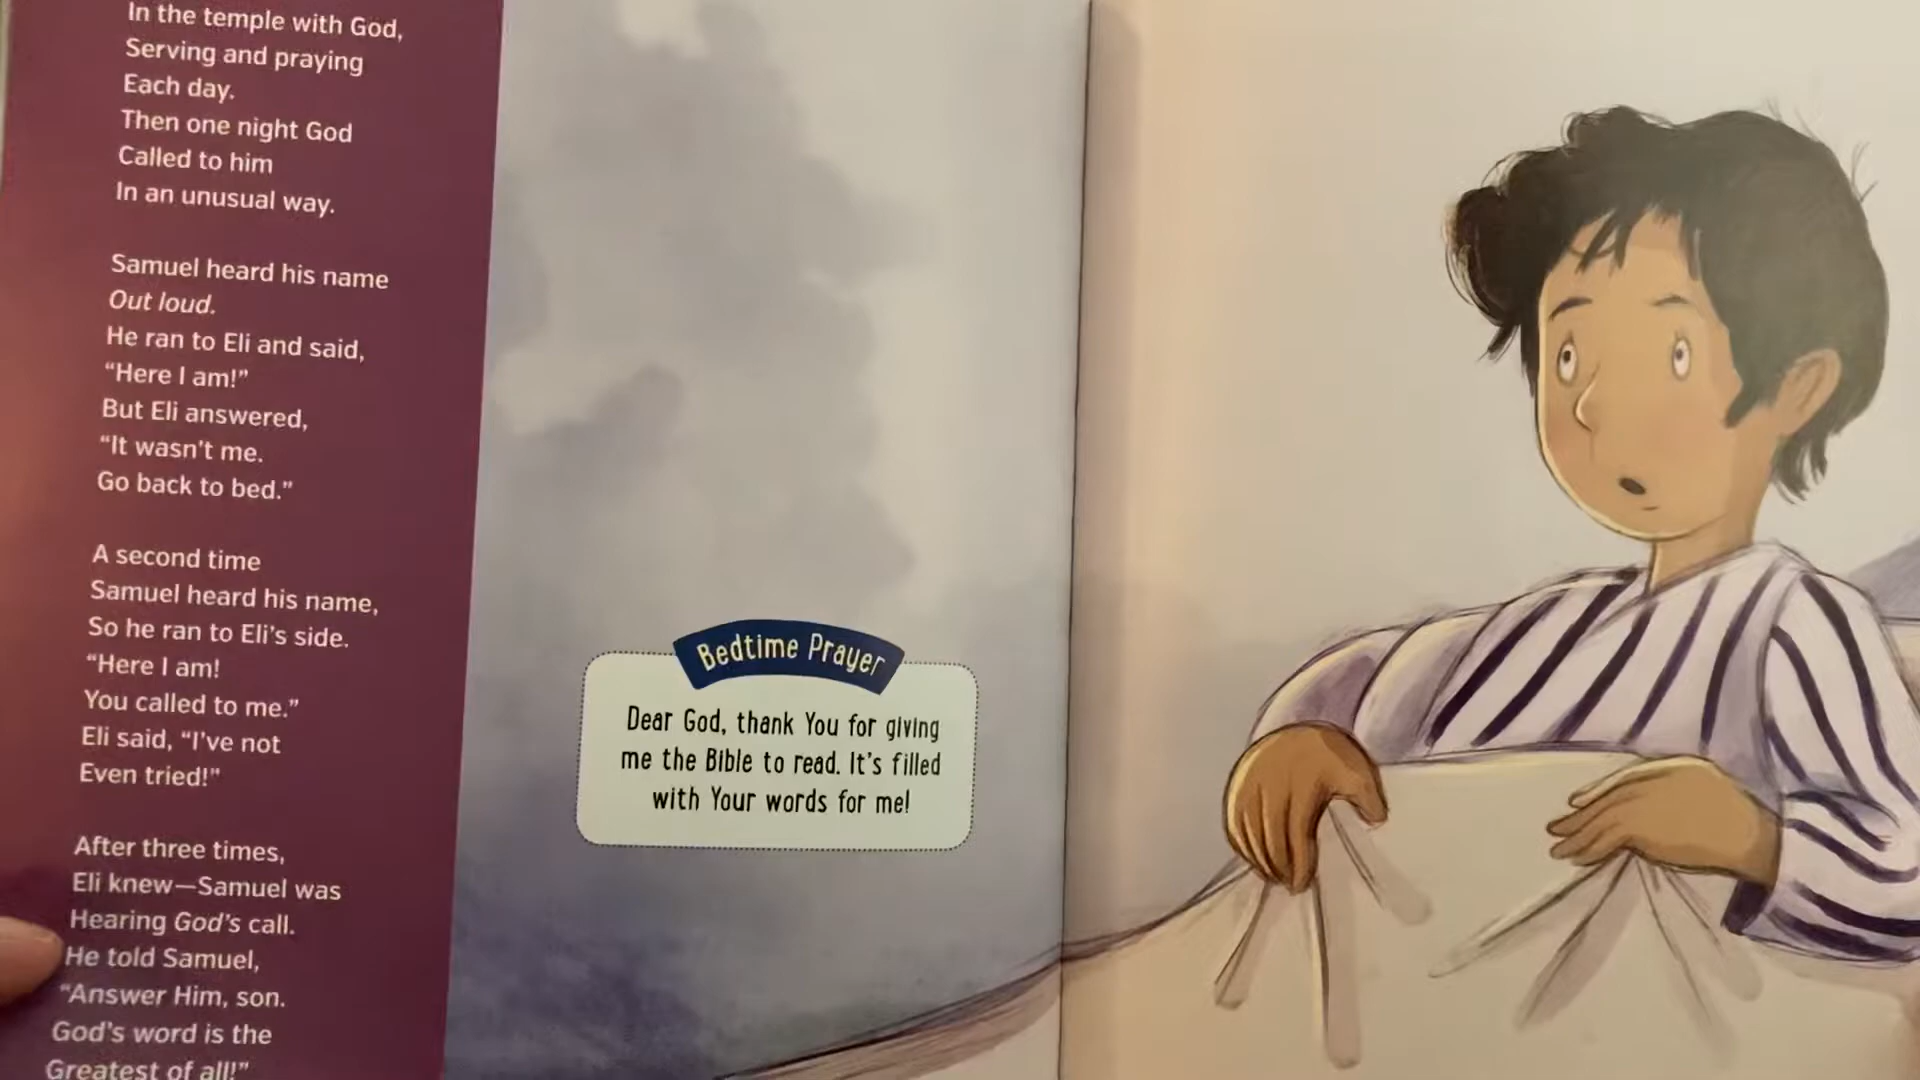 In the temple with God,
Serving and praying
Each day.
Then one night God
Called to him
In an unusual way.
Samuel heard his name
Out loud.
He ran to Eli and said,
“Here I am!”
But Eli answered,
“It wasn’t me.
Go back to bed.”
A second time
Samuel heard his name,
So he ran to Eli’s side.
“Here I am!
You called to me.”
Eli said, “I’ve not
Even tried!”
After three times,
Eli knew—Samuel was
Hearing God’s call.
He told Samuel,
“Answer Him, son.
God’s word is the
Greatest of all!”
Bedtime Prayer
Dear God, thank You for giving
me the Bible to read. It’s filled
with Your words for me!